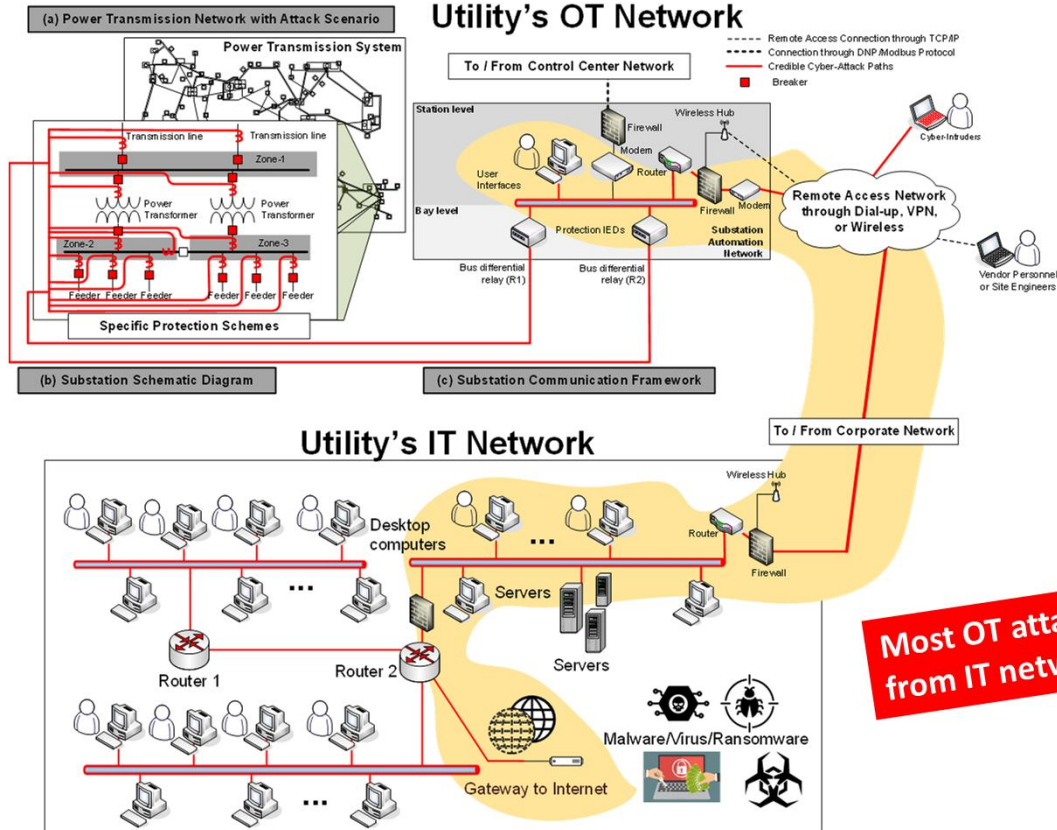 Utility's OT Network
(a) Power Transmission Network with Attack Scenario
Power Transmission System
Transmission line
Transmission line
Zone-1
Power
Transformer
Power
Transformer
Zone-2
Zone-3
Feeder
Feeder
Feeder
Feeder
Feeder
Feeder
Specific Protection Schemes
(b) Substation Schematic Diagram
To / From Control Center Network
Remote Access Connection through TCP/IP
Connection through DNP/Modbus Protocol
Credible Cyber-Attack Paths
Breaker
Station level
Firewall
Modem
Wireless Hub
User
Interfaces
Router
Firewall
Modem
Bay level
Protection IEDs
Substation
Automation
Network
Bus differential
relay (R1)
Bus differential
relay (R2)
(c) Substation Communication Framework
Cyber-Intruders
Remote Access Network
through Dial-up, VPN,
or Wireless
Vendor Personnel
or Site Engineers
To / From Corporate Network
Utility's IT Network
Desktop
computers
...
...
...
...
Servers
Servers
Router
Wireless Hub
Firewall
Router 1
Router 2
Gateway to Internet
Malware/Virus/Ransomware
Most OT
from IT